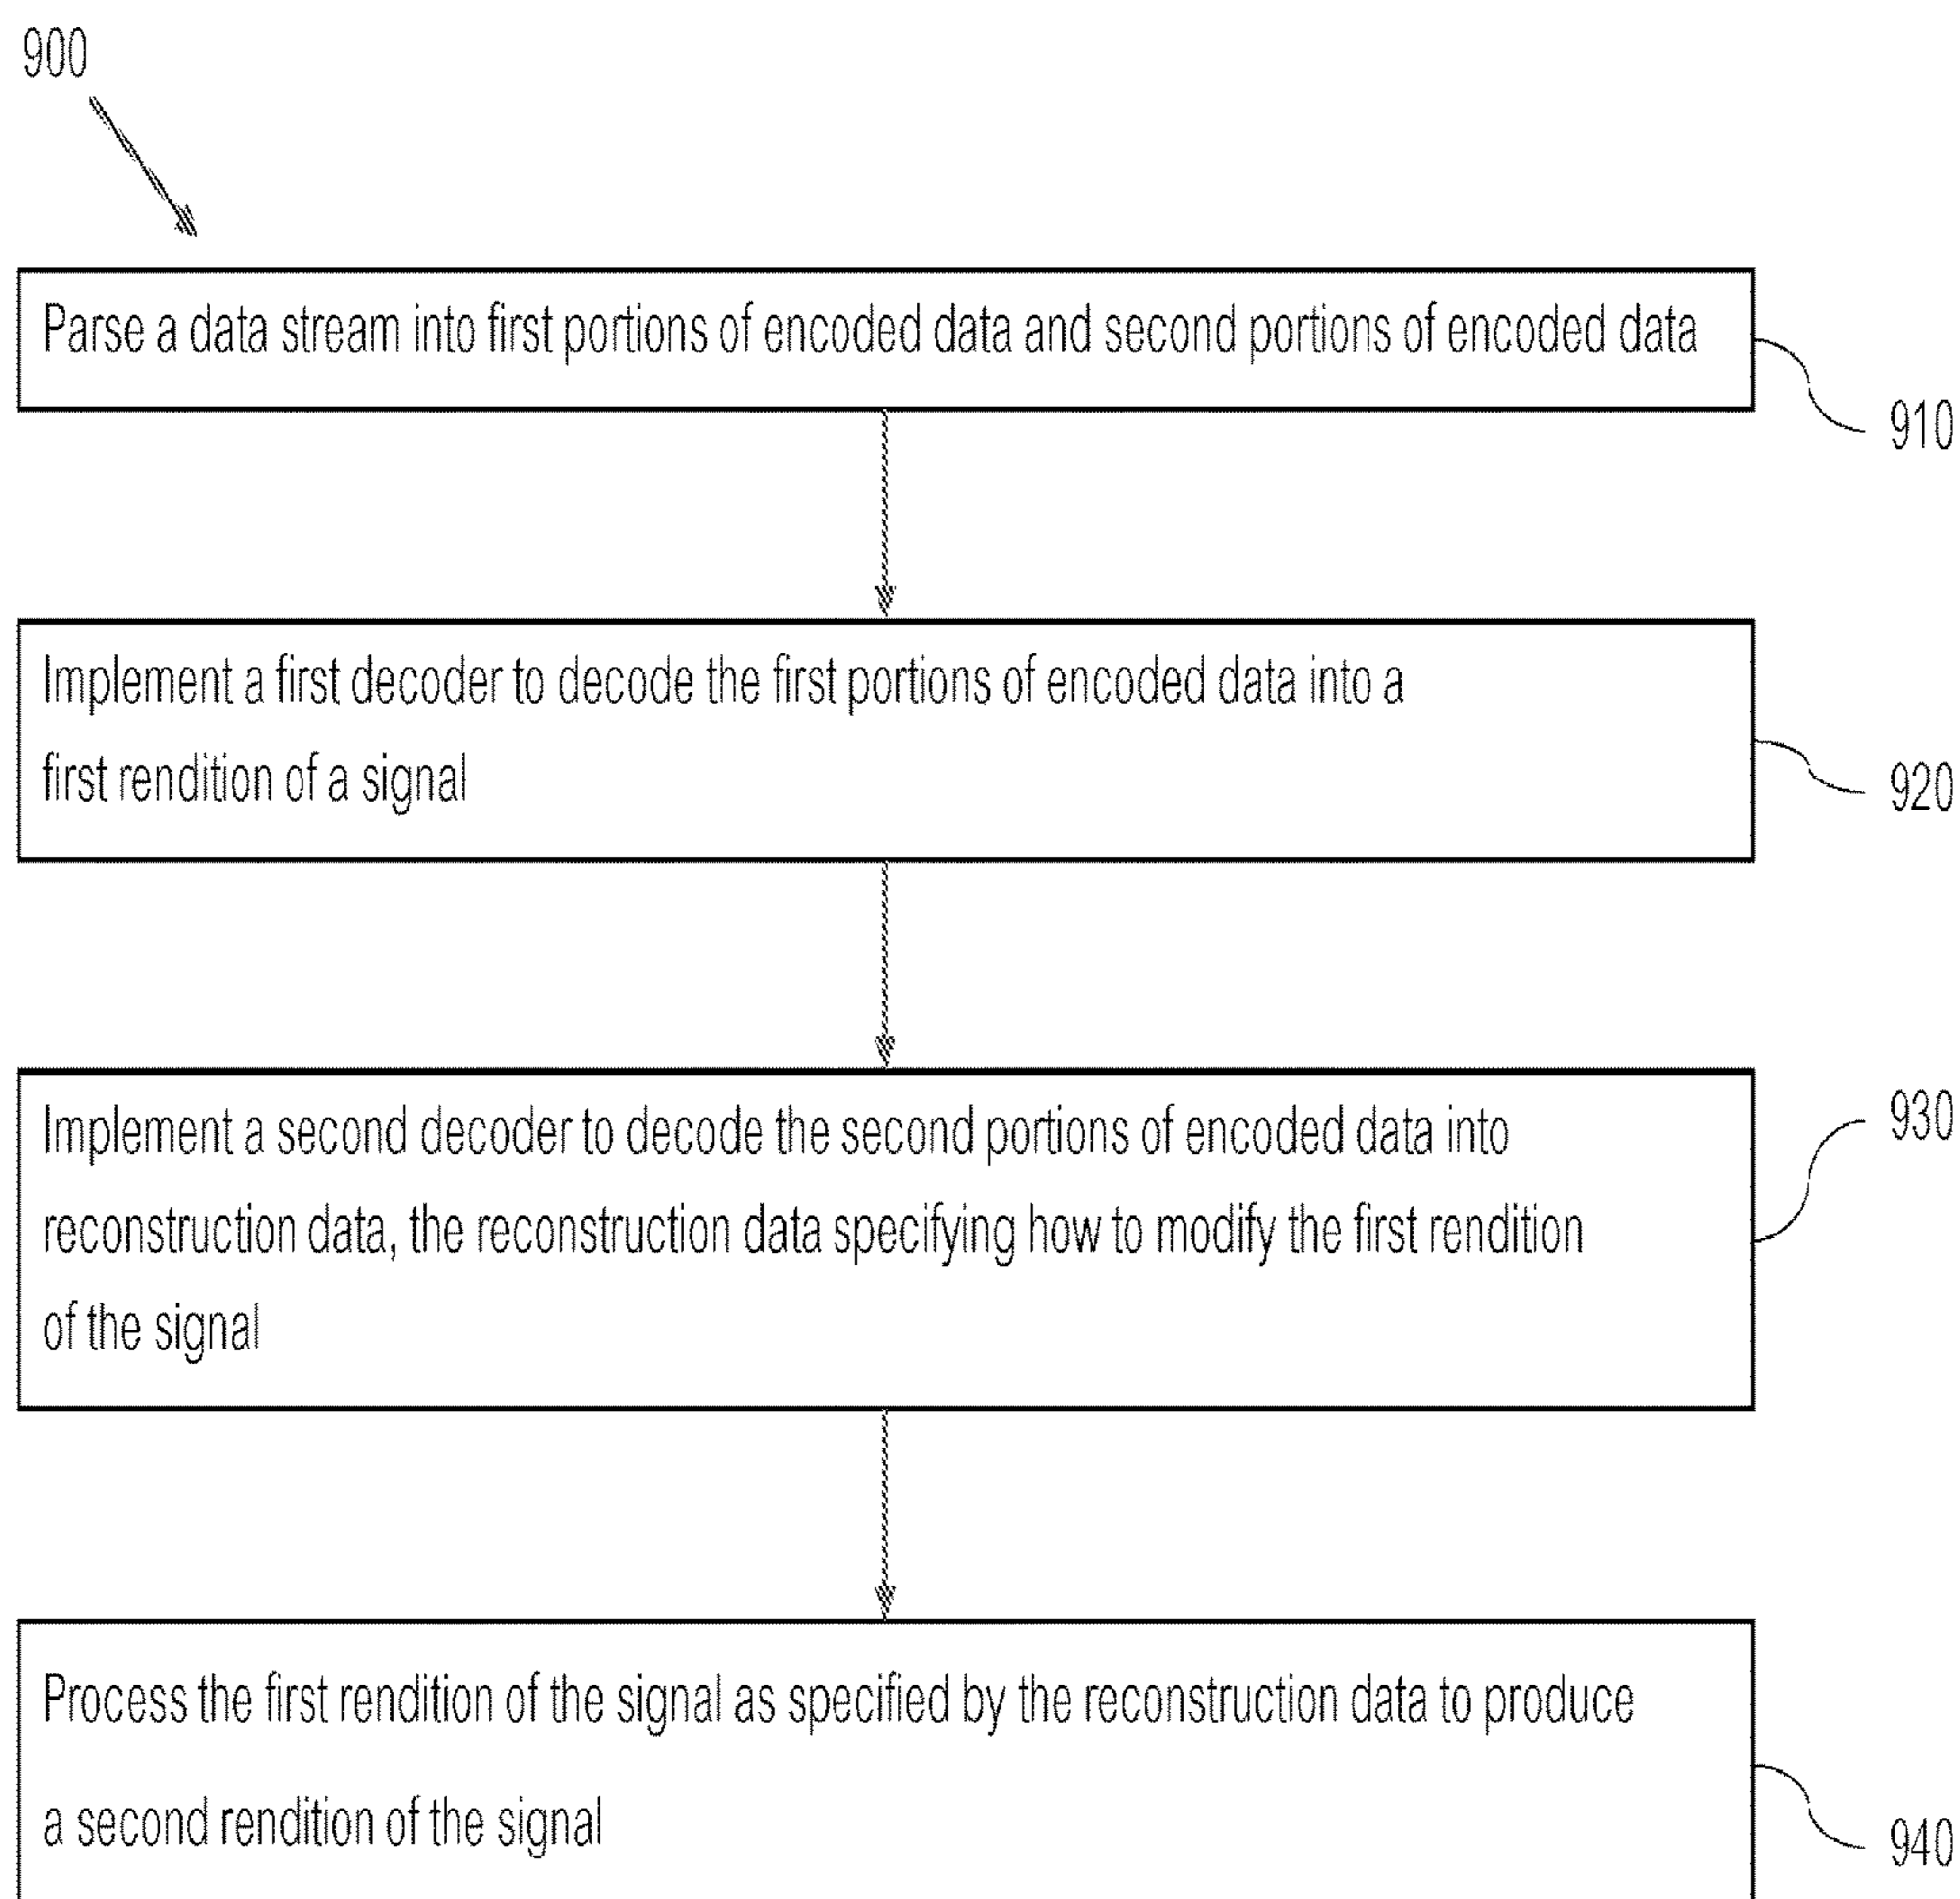 900
Parse a data stream into first portions of encoded data and second portions of encoded data
910
Implement a first decoder to decode the first portions of encoded data into a
first rendition of a signal
920
Implement a second decoder to decode the second portions of encoded data into
930
reconstruction data, the reconstruction data specifying how to modify the first rendition
of the signal
Process the first rendition of the signal as specified by the reconstruction data to produce
a second rendition of the signal
940